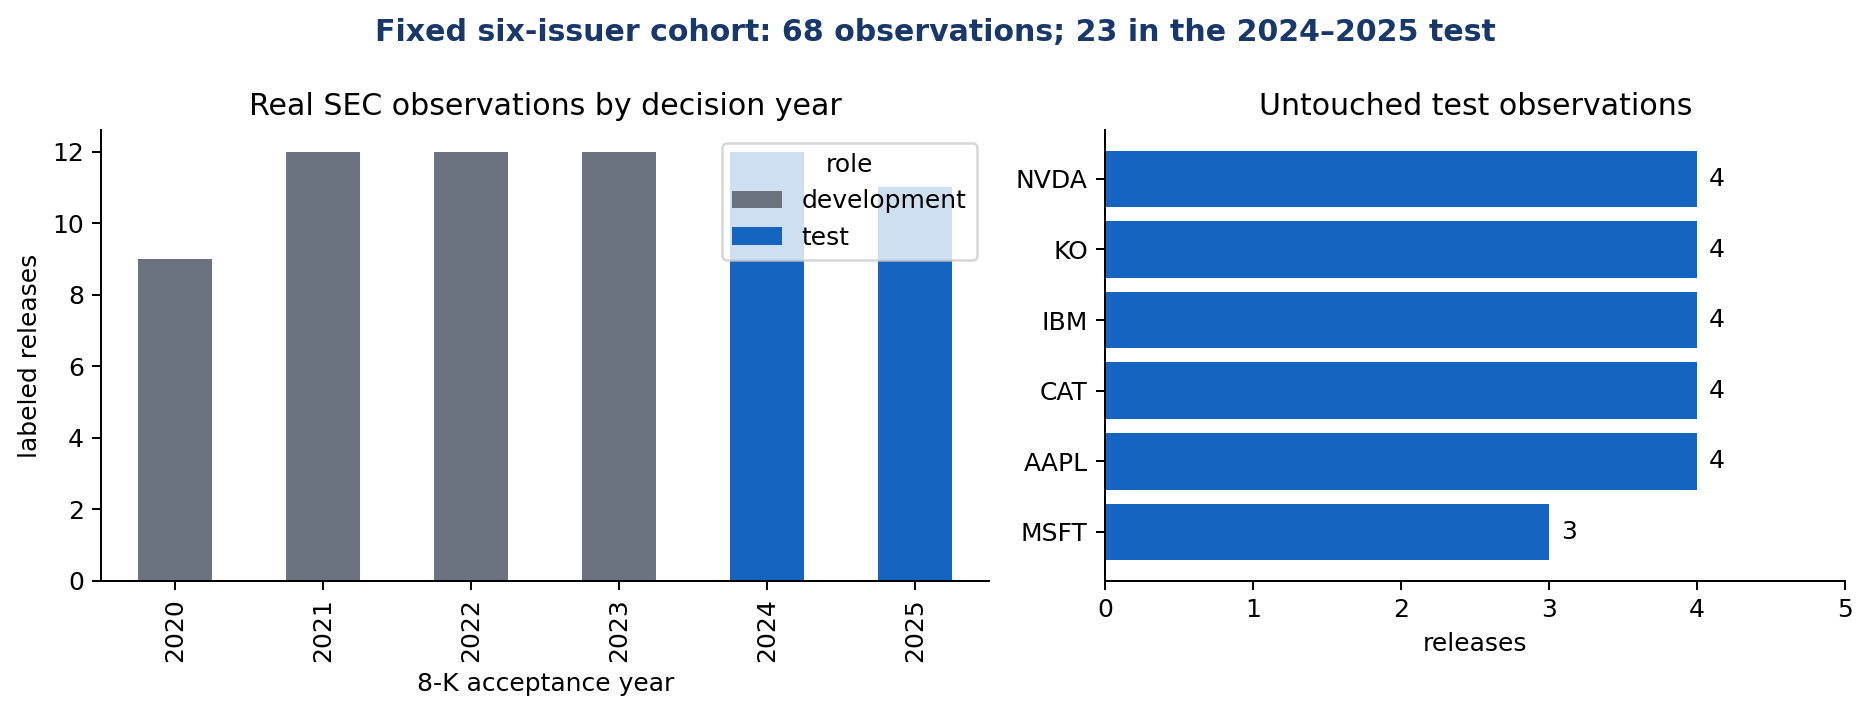 Fixed six-issuer cohort: 68 observations; 23 in the 2024–2025 test
Real SEC observations by decision year
12
10
8
6
4
2
0
labeled releases
role
development
test
2020
2021
2022
2023
2024
2025
8-K acceptance year
Untouched test observations
NVDA
4
KO
4
IBM
4
CAT
4
AAPL
4
MSFT
3
0
1
2
3
4
5
releases